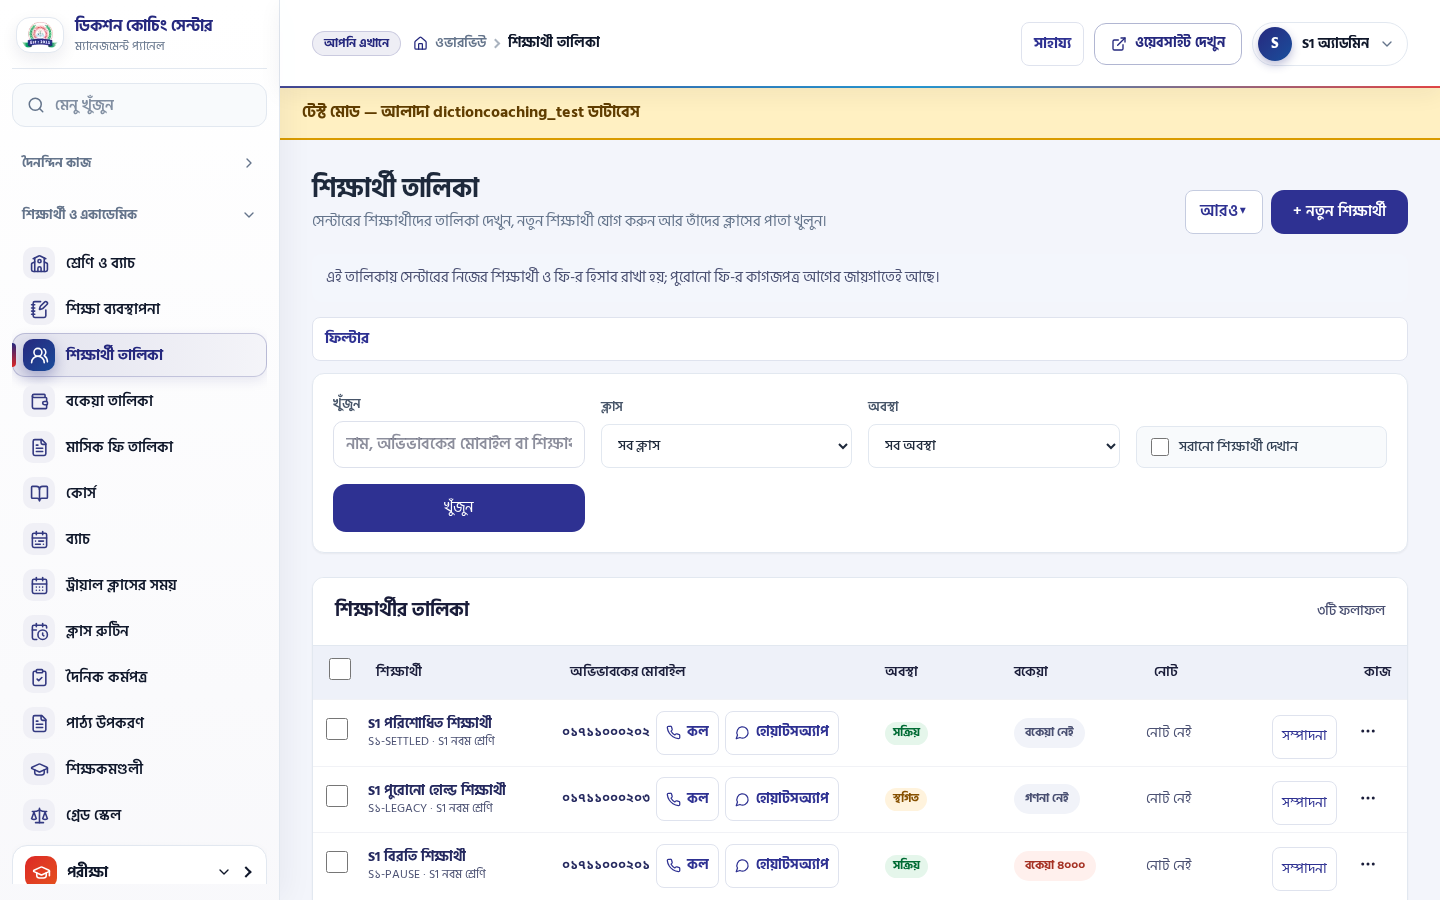 ডিকশন কোচিং সেন্টার
ম্যানেজমেন্ট প্যানেল
মেনু খুঁজুন
দৈনন্দিন কাজ
শিক্ষার্থী ও একাডেমিক
শ্রেণি ও ব্যাচ
শিক্ষা ব্যবস্থাপনা
শিক্ষার্থী তালিকা
বকেয়া তালিকা
মাসিক ফি তালিকা
কোর্স
ব্যাচ
ট্রায়াল ক্লাসের সময়
ক্লাস রুটিন
দৈনিক কর্মপত্র
পাঠ্য উপকরণ
শিক্ষকমণ্ডলী
গ্রেড স্কেল
পরীক্ষা
আপনি এখানে ওভারভিউ শিক্ষার্থী তালিকা
সাহায্য ওয়েবসাইট দেখুন S S1 অ্যাডমিন
টেস্ট মোড — আলাদা dictioncoaching_test ডাটাবেস
শিক্ষার্থী তালিকা
সেন্টারের শিক্ষার্থীদের তালিকা দেখুন, নতুন শিক্ষার্থী যোগ করুন আর তাঁদের ক্লাসের পাতা খুলুন।
আরও▾ + নতুন শিক্ষার্থী
এই তালিকায় সেন্টারের নিজের শিক্ষার্থী ও ফি-র হিসাব রাখা হয়; পুরোনো ফি-র কাগজপত্র আগের জায়গাতেই আছে।
ফিল্টার
খুঁজুন ক্লাস অবস্থা
নাম, অভিভাবকের মোবাইল বা সব ক্লাস সব অবস্থা সরানো শিক্ষার্থী দেখান
খুঁজুন
শিক্ষার্থীর তালিকা ৩টি ফলাফল
শিক্ষার্থী অভিভাবকের মোবাইল অবস্থা বকেয়া নোট কাজ
S1 পরিশোধিত শিক্ষার্থী
S১-SETTLED · S1 নবম শ্রেণি
০১৭১১০০০২০২ কল হোয়াটসঅ্যাপ সক্রিয় বকেয়া নেই নোট নেই সম্পাদনা ···
S1 পুরোনো হোল্ড শিক্ষার্থী
S১-LEGACY · S1 নবম শ্রেণি
০১৭১১০০০২০৩ কল হোয়াটসঅ্যাপ স্থগিত গণনা নেই নোট নেই সম্পাদনা ···
S1 বিরতি শিক্ষার্থী
S১-PAUSE · S1 নবম শ্রেণি
০১৭১১০০০২০১ কল হোয়াটসঅ্যাপ সক্রিয় বকেয়া ৪০০০ নোট নেই সম্পাদনা ···